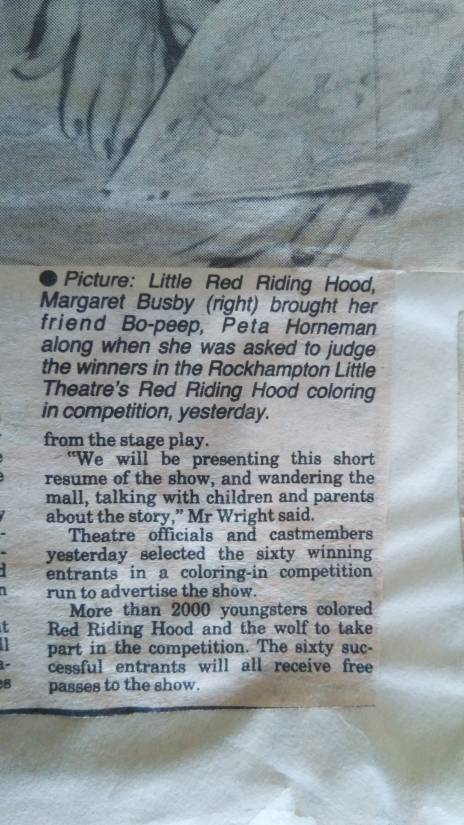 ● Picture: Little Red Riding Hood,
Margaret Busby (right) brought her
friend Bo-peep, Peta Horneman
along when she was asked to judge
the winners in the Rockhampton Little
Theatre's Red Riding Hood coloring
in competition, yesterday.
from the stage play.
"We will be presenting this short
resume of the show, and wandering the
mall, talking with children and parents
about the story," Mr Wright said.
Theatre officials and castmembers
yesterday selected the sixty winning
entrants in a coloring-in competition
run to advertise the show.
More than 2000 youngsters colored
Red Riding Hood and the wolf to take
part in the competition. The sixty suc-
cessful entrants will all receive free
passes to the show.